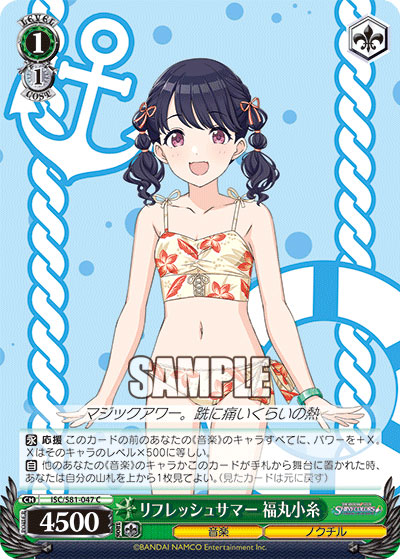 LEVEL
1
1
COST
SAMPLE
マジックアワー。跣に痛いくらいの熱
永 応援 このカードの前のあなたの《音楽》のキャラすべてに、パワーを＋X。
Xはそのキャラのレベル×500に等しい。
自 他のあなたの《音楽》のキャラかこのカードが手札から舞台に置かれた時、
あなたは自分の山札を上から1枚見てよい。（見たカードは元に戻す）
CH ISC/S81-047 C
4500
リフレッシュサマー 福丸小糸
SHINY COLORS
音楽
ノクチル
©BANDAI NAMCO Entertainment Inc.